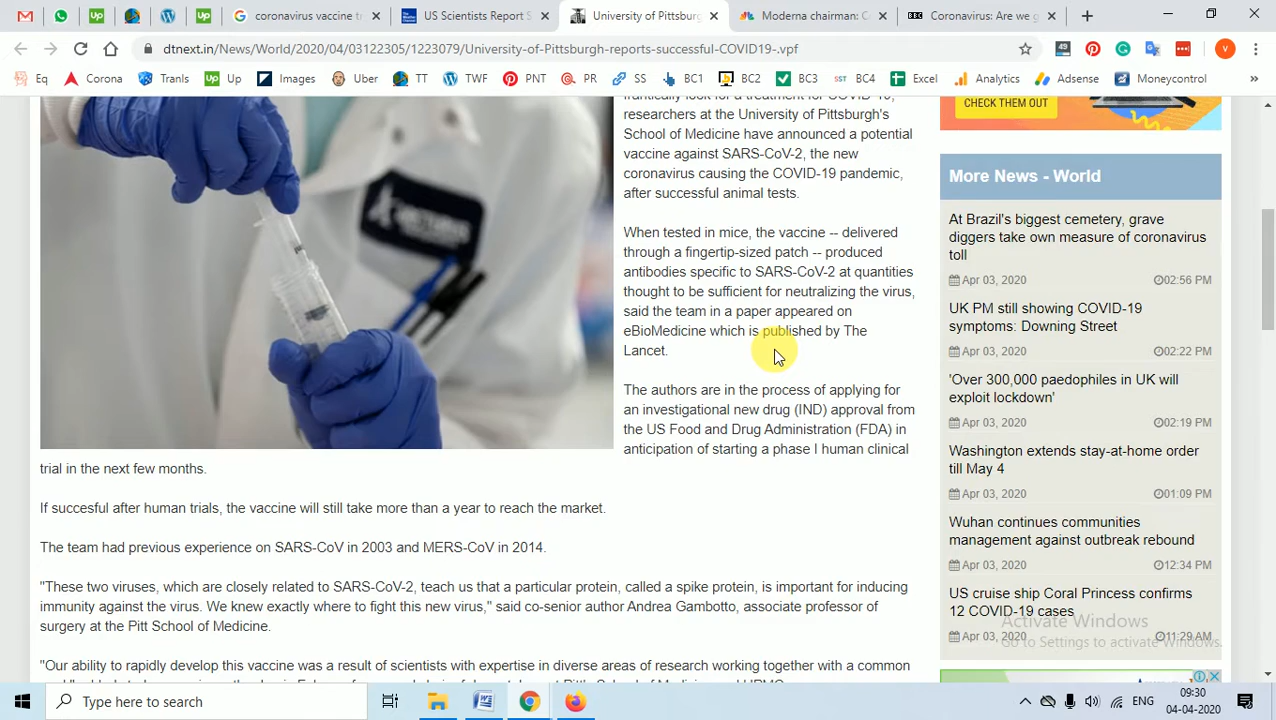 coronavirus vaccine t
US Scientists Report S
University of Pittsburg
Moderna chairman: C
BBC
Coronavirus: Are we g
dtnext.in/News/World/2020/04/03122305/1223079/University-of-Pittsburgh-reports-successful-COVID19-.vpf
Eq
Corona
Transl
Up
Images
Uber
TT
TWF
PNT
PR
SS
BC1
BC2
BC3
BC4
Excel
Analytics
Adsense
Moneycontrol
frantically look for a treatment for COVID-19,
researchers at the University of Pittsburgh's
School of Medicine have announced a potential
vaccine against SARS-CoV-2, the new
coronavirus causing the COVID-19 pandemic,
after successful animal tests.
When tested in mice, the vaccine -- delivered
through a fingertip-sized patch -- produced
antibodies specific to SARS-CoV-2 at quantities
thought to be sufficient for neutralizing the virus,
said the team in a paper appeared on
eBioMedicine which is published by The
Lancet.
The authors are in the process of applying for
an investigational new drug (IND) approval from
the US Food and Drug Administration (FDA) in
anticipation of starting a phase I human clinical
trial in the next few months.
If succesful after human trials, the vaccine will still take more than a year to reach the market.
The team had previous experience on SARS-CoV in 2003 and MERS-CoV in 2014.
"These two viruses, which are closely related to SARS-CoV-2, teach us that a particular protein, called a spike protein, is important for inducing
immunity against the virus. We knew exactly where to fight this new virus," said co-senior author Andrea Gambotto, associate professor of
surgery at the Pitt School of Medicine.
"Our ability to rapidly develop this vaccine was a result of scientists with expertise in diverse areas of research working together with a common
CHECK THEM OUT
More News - World
At Brazil's biggest cemetery, grave
diggers take own measure of coronavirus
toll
Apr 03, 2020 02:56 PM
UK PM still showing COVID-19
symptoms: Downing Street
Apr 03, 2020 02:22 PM
'Over 300,000 paedophiles in UK will
exploit lockdown'
Apr 03, 2020 02:19 PM
Washington extends stay-at-home order
till May 4
Apr 03, 2020 01:09 PM
Wuhan continues communities
management against outbreak rebound
Apr 03, 2020 12:34 PM
US cruise ship Coral Princess confirms
12 COVID-19 cases
Apr 03, 2020 11:29 AM
Activate Windows
Go to Settings to activate Windows.
Type here to search
ENG
09:30
04-04-2020